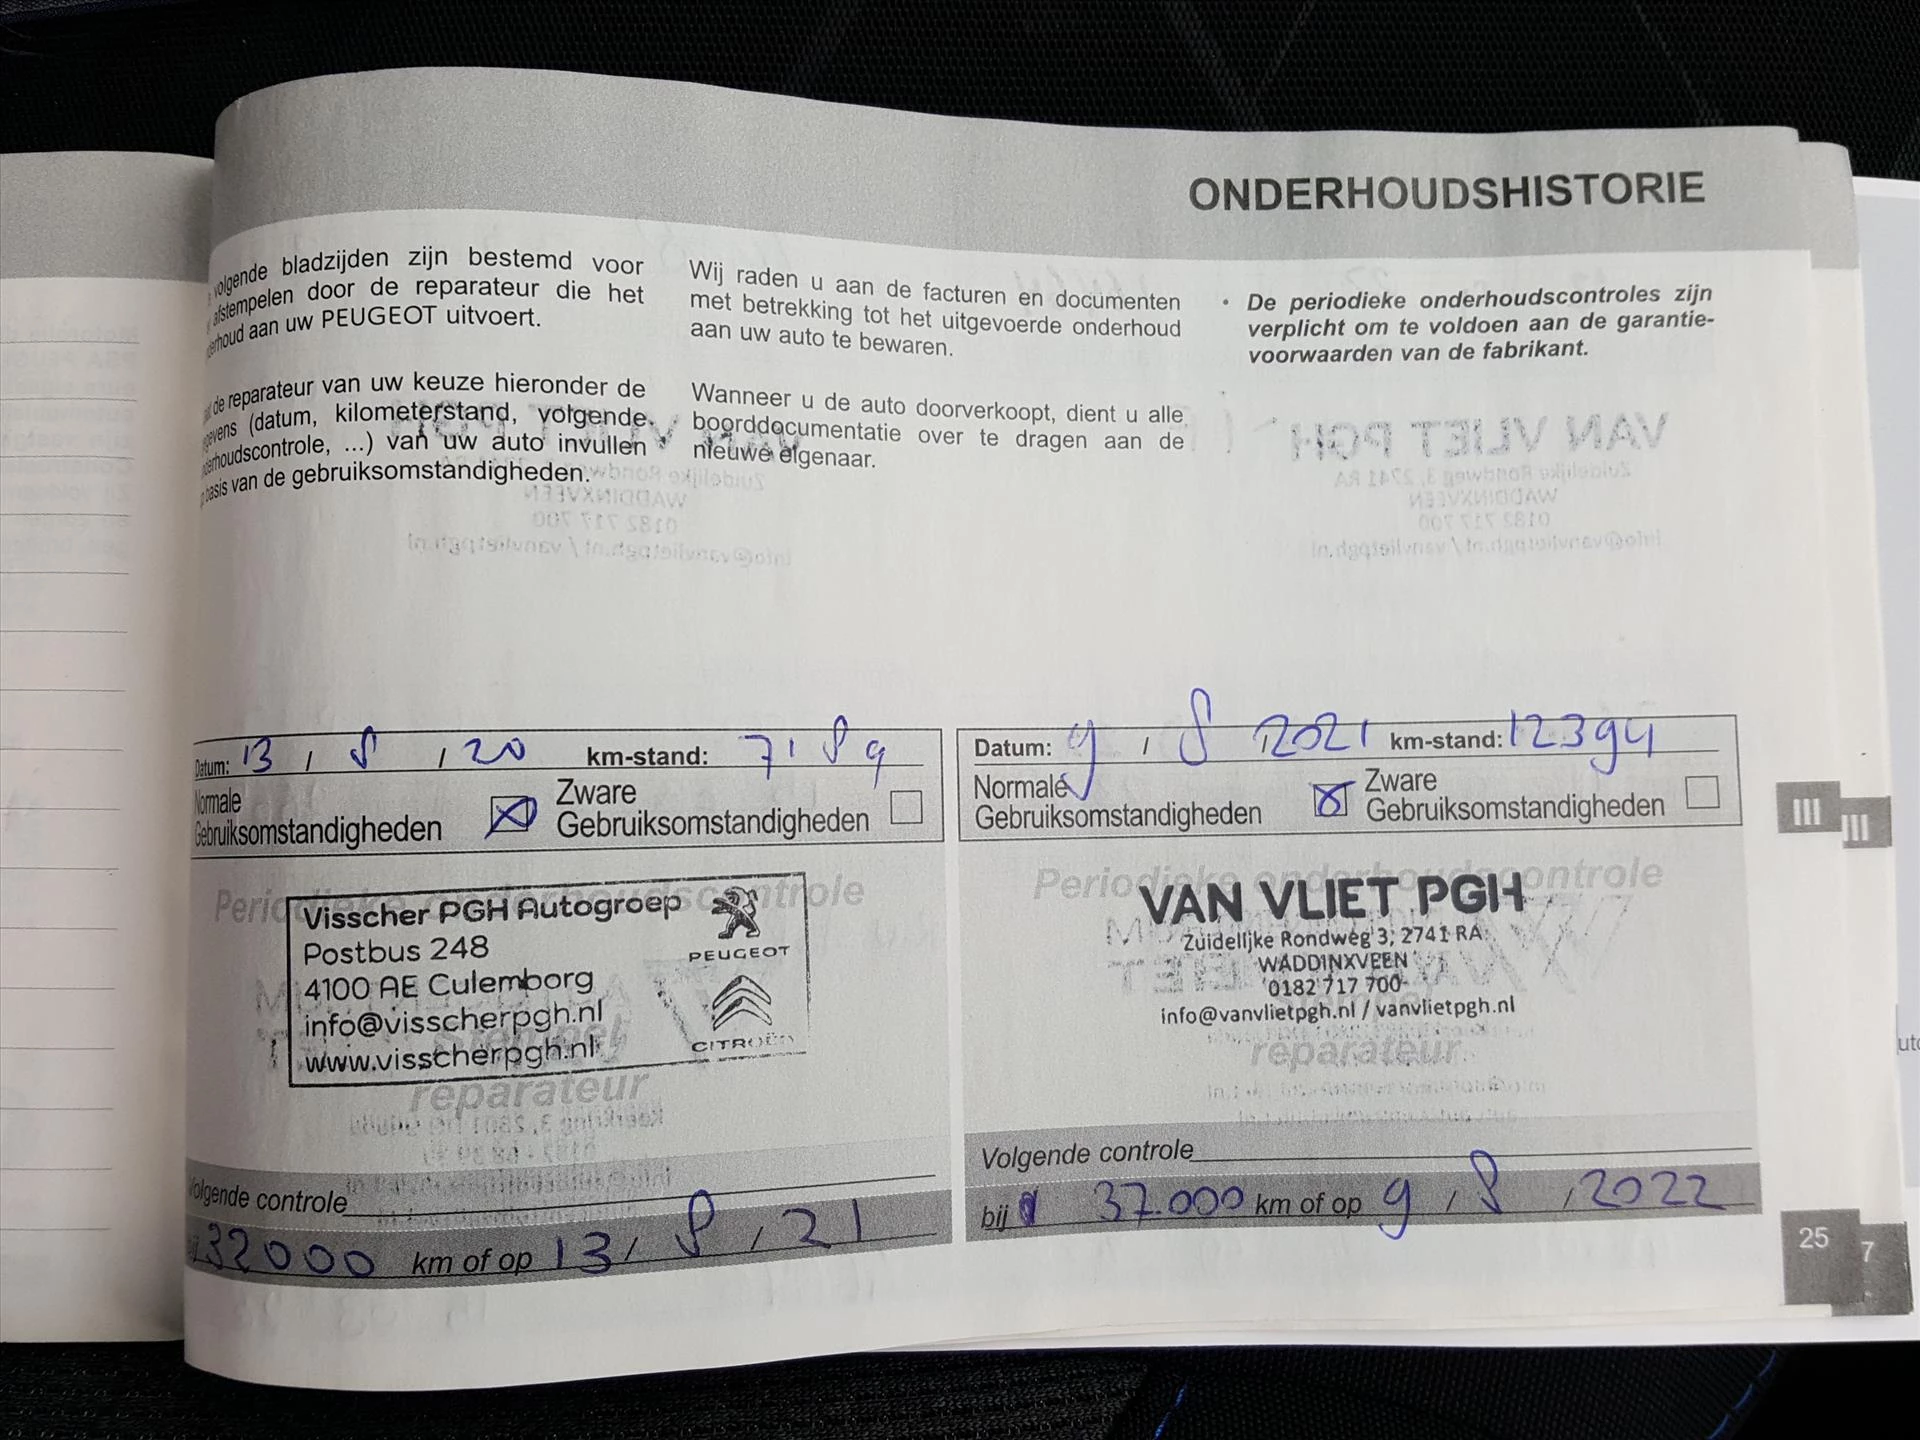 ONDERHOUDSHISTORIE
volgende bladzijden zijn bestemd voor
afstempelen door de reparateur die het
aan uw PEUGEOT uitvoert.
de reparateur van uw keuze hieronder de
(datum, kilometerstand, volgende
, ...) van uw auto invullen
basis van de gebruiksomstandigheden.
Wij raden u aan de facturen en documenten
met betrekking tot het uitgevoerde onderhoud
aan uw auto te bewaren.
Wanneer u de auto doorverkoopt, dient u alle
boorddocumentatie over te dragen aan de
nieuwe eigenaar.
• De periodieke onderhoudscontroles zijn
verplicht om te voldoen aan de garantie-
voorwaarden van de fabrikant.
Datum: 13 / 8 / 20 km-stand: 7189
Normale
Gebruiksomstandigheden
Zware
Gebruiksomstandigheden
Periodieke onderhoudscontrole
Visscher PGH Autogroep
Postbus 248
4100 AE Culemborg
info@visscherpgh.nl
www.visscherpgh.nl
PEUGEOT
CITROËN
stempel
reparateur
Volgende controle
32000 km of op 13 / 8 / 21
Datum: 9 / 8 / 2021 km-stand: 12394
Normale
Gebruiksomstandigheden
Zware
Gebruiksomstandigheden
Periodieke onderhoudscontrole
VAN VLIET PGH
Zuidelijke Rondweg 3, 2741 RA
WADDINXVEEN
0182 717 700
info@vanvlietpgh.nl / vanvlietpgh.nl
reparateur
Volgende controle
bij 37.000 km of op 9 / 8 / 2022
III
III
25
7